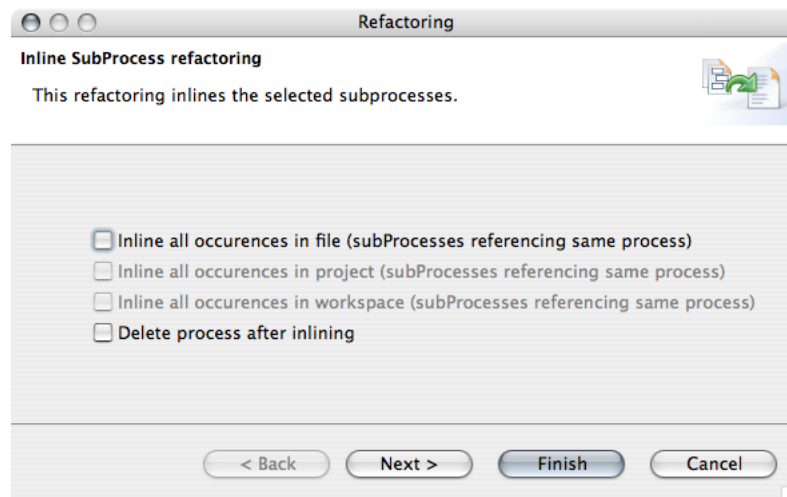 Refactoring
Inline SubProcess refactoring
This refactoring inlines the selected subprocesses.
Inline all occurences in file (subProcesses referencing same process)
Inline all occurences in project (subProcesses referencing same process)
Inline all occurences in workspace (subProcesses referencing same process)
Delete process after inlining
< Back Next > Finish Cancel